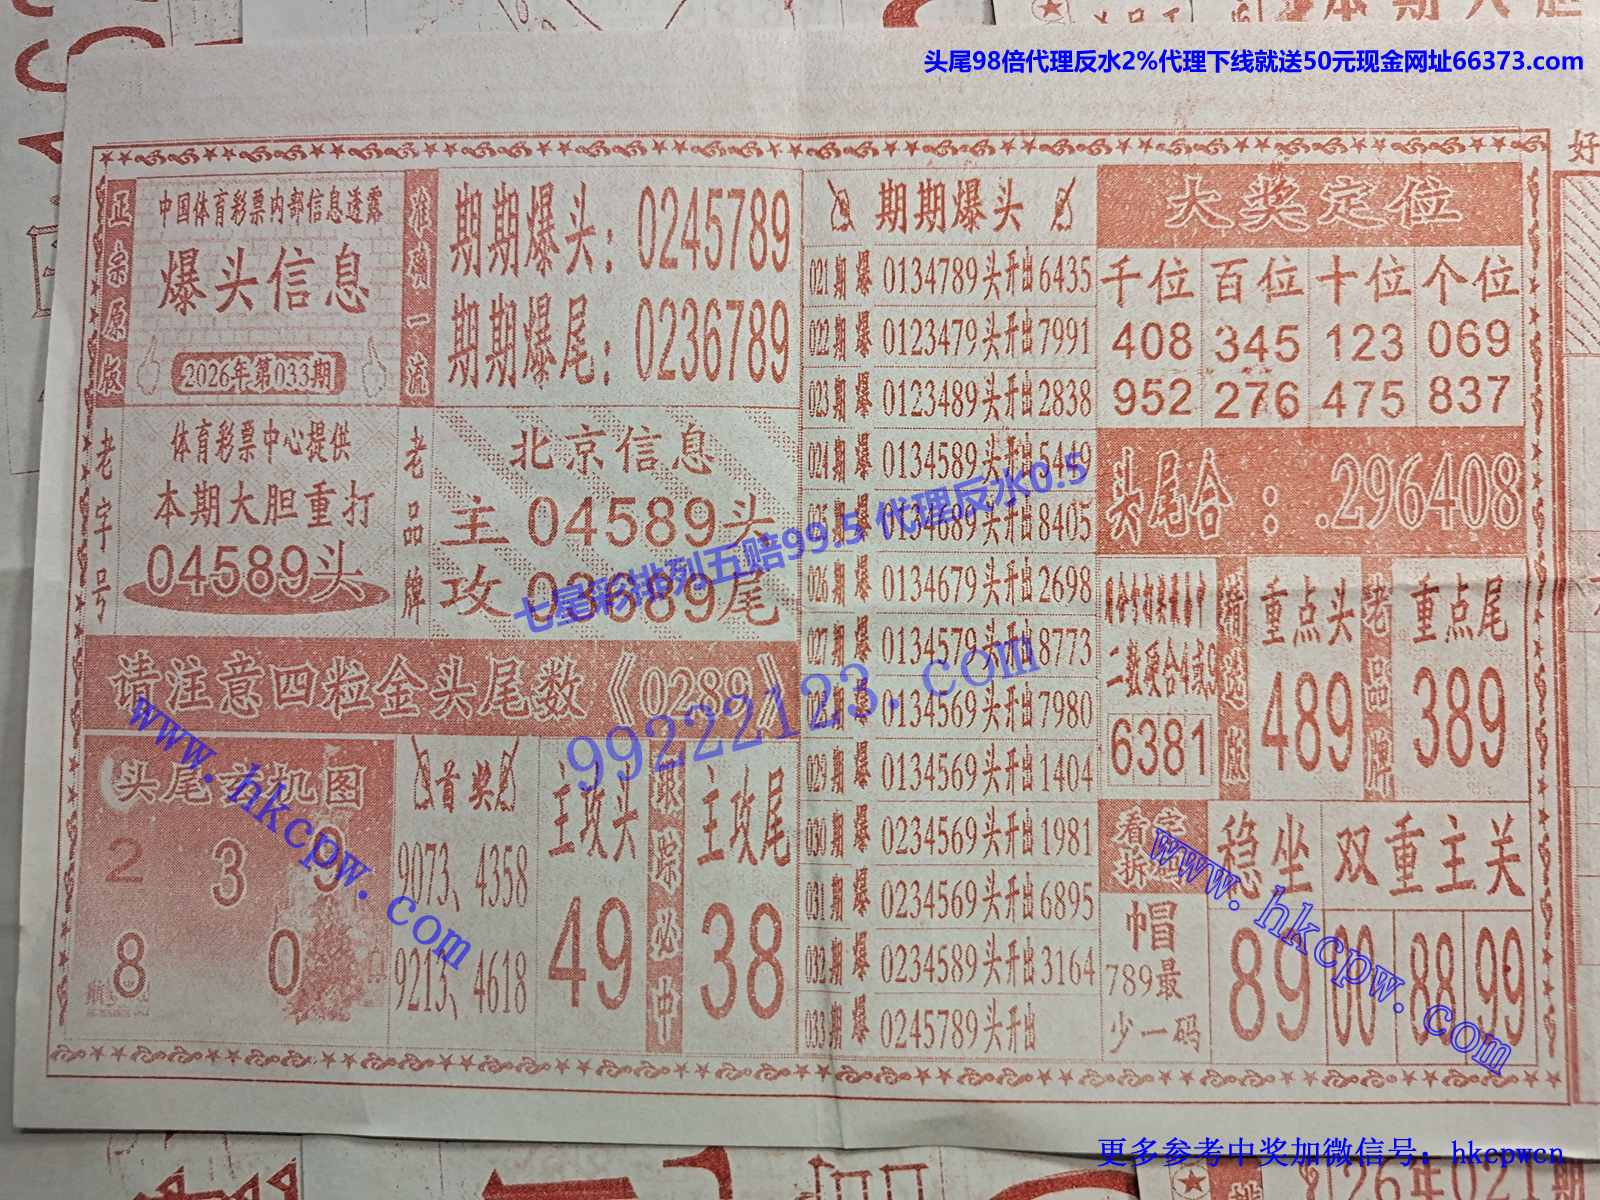 头尾98倍代理反水2%代理下线就送50元现金网址66373.com
正宗原版
中国体育彩票内部信息透露
爆头信息
2026年第033期
准确一流
期期爆头：0245789
期期爆尾：0236789
老字号
体育彩票中心提供
本期大胆重打
04589头
老品牌
北京信息
主04589头
攻03689尾
七星彩排列五赔99.5 代理反水0.5
99222123.com
请注意四粒金头尾数《0289》
头尾玄机图
2 3 9
8 0
www.hkcpw.com
首奖
9073、4358
9213、4618
主攻头
49
跟踪必中
主攻尾
38
期期爆头
021期爆0134789头开出6435
022期爆0123479头开出7991
023期爆0123489头开出2838
024期爆0134589头开出5449
025期爆0134689头开出8405
026期爆0134679头开出2698
027期爆0134579头开出8773
028期爆0134569头开出7980
029期爆0134569头开出1404
030期爆0234569头开出1981
031期爆0234569头开出6895
032期爆0234589头开出3164
033期爆0245789头开出
大奖定位
千位 百位 十位 个位
408 345 123 069
952 276 475 837
头尾合：.296408
二数硬合4或9
6381
精选版
重点头
489
老品牌
重点尾
389
帽
789最
少一码
稳坐
89
双重主关
00 88 99
www.hkcpw.com
好
更多参考中奖加微信号：hkcpwcn